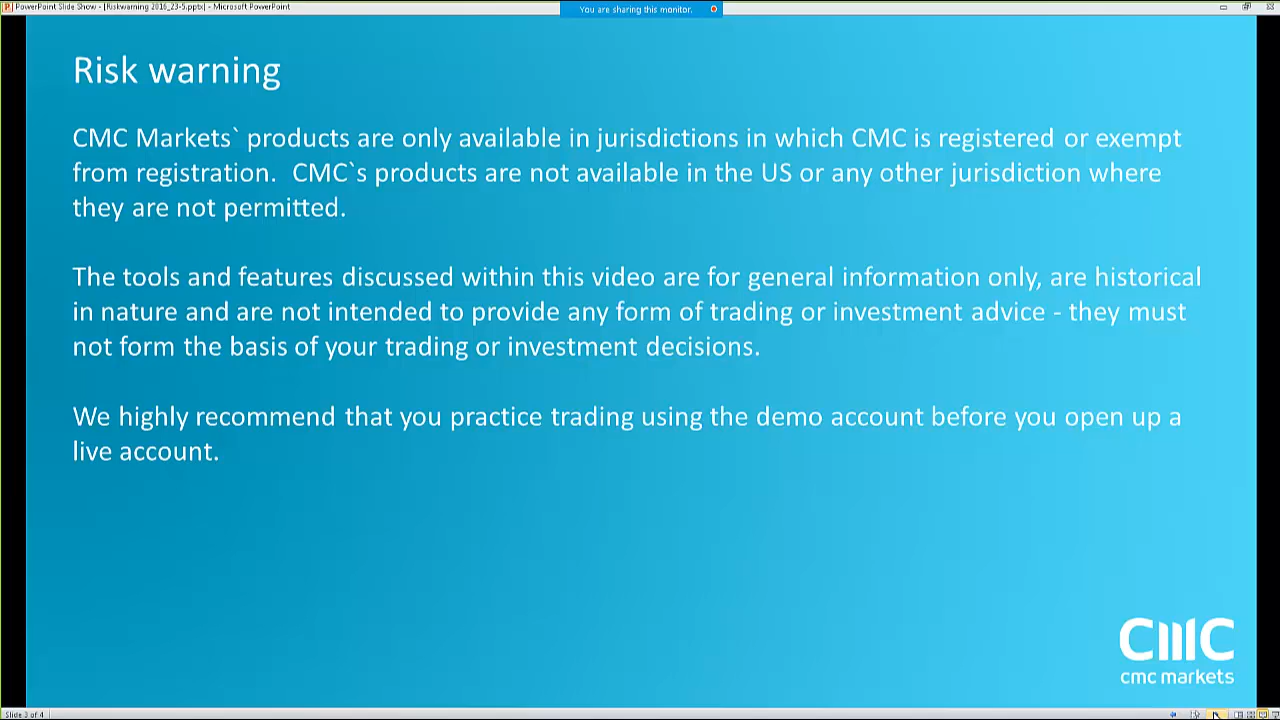 PowerPoint Slide Show - [Riskwarning 2016_23-5.pptx] - Microsoft PowerPoint
You are sharing this monitor.
Risk warning
CMC Markets` products are only available in jurisdictions in which CMC is registered or exempt
from registration.  CMC`s products are not available in the US or any other jurisdiction where
they are not permitted.
The tools and features discussed within this video are for general information only, are historical
in nature and are not intended to provide any form of trading or investment advice - they must
not form the basis of your trading or investment decisions.
We highly recommend that you practice trading using the demo account before you open up a
live account.
CMC
cmc markets
Slide 3 of 4